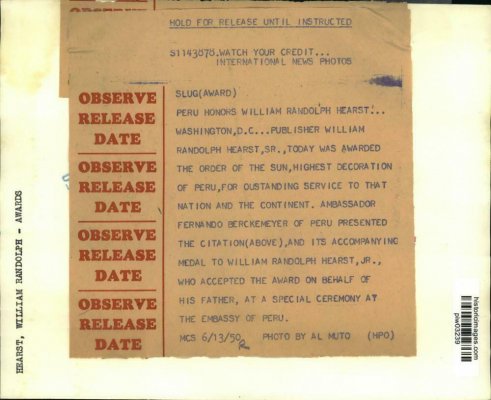 HOLD FOR RELEASE UNTIL INSTRUCTED
S1143878.WATCH YOUR CREDIT...
INTERNATIONAL NEWS PHOTOS
SLUG(AWARD)
PERU HONORS WILLIAM RANDOLPH HEARST...
WASHINGTON,D.C...PUBLISHER WILLIAM
RANDOLPH HEARST,SR.,TODAY WAS AWARDED
THE ORDER OF THE SUN,HIGHEST DECORATION
OF PERU,FOR OUSTANDING SERVICE TO THAT
NATION AND THE CONTINENT. AMBASSADOR
FERNANDO BERCKEMEYER OF PERU PRESENTED
THE CITATION(ABOVE),AND ITS ACCOMPANYING
MEDAL TO WILLIAM RANDOLPH HEARST,JR.,
WHO ACCEPTED THE AWARD ON BEHALF OF
HIS FATHER, AT A SPECIAL CEREMONY AT
THE EMBASSY OF PERU.
MCS 6/13/50 R PHOTO BY AL MUTO (HPO)
OBSERVE
OBSERVE
RELEASE
DATE
OBSERVE
RELEASE
DATE
OBSERVE
RELEASE
DATE
OBSERVE
RELEASE
DATE
HEARST, WILLIAM RANDOLPH - AWARDS
historicimages.com
piw03239